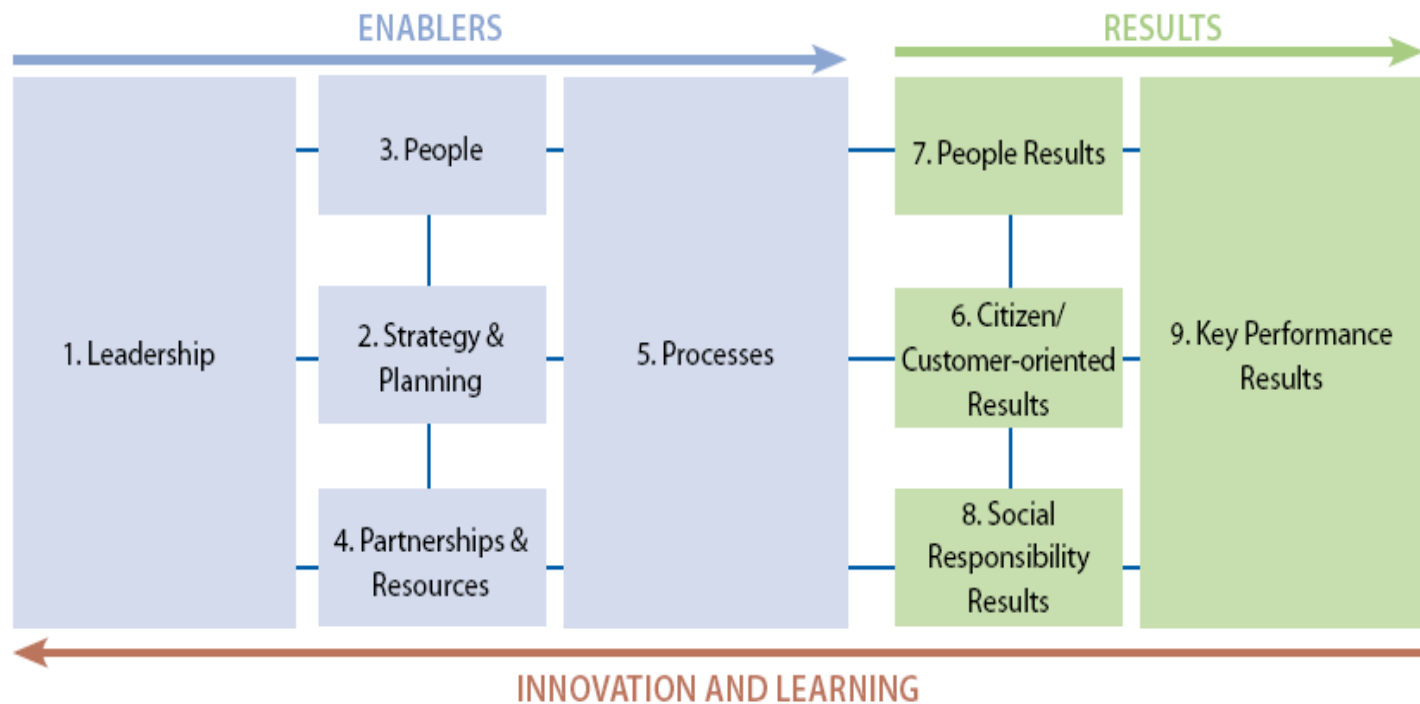 ENABLERS
RESULTS
1. Leadership
3. People
2. Strategy &
Planning
4. Partnerships &
Resources
5. Processes
7. People Results
6. Citizen/
Customer-oriented
Results
8. Social
Responsibility
Results
9. Key Performance
Results
INNOVATION AND LEARNING